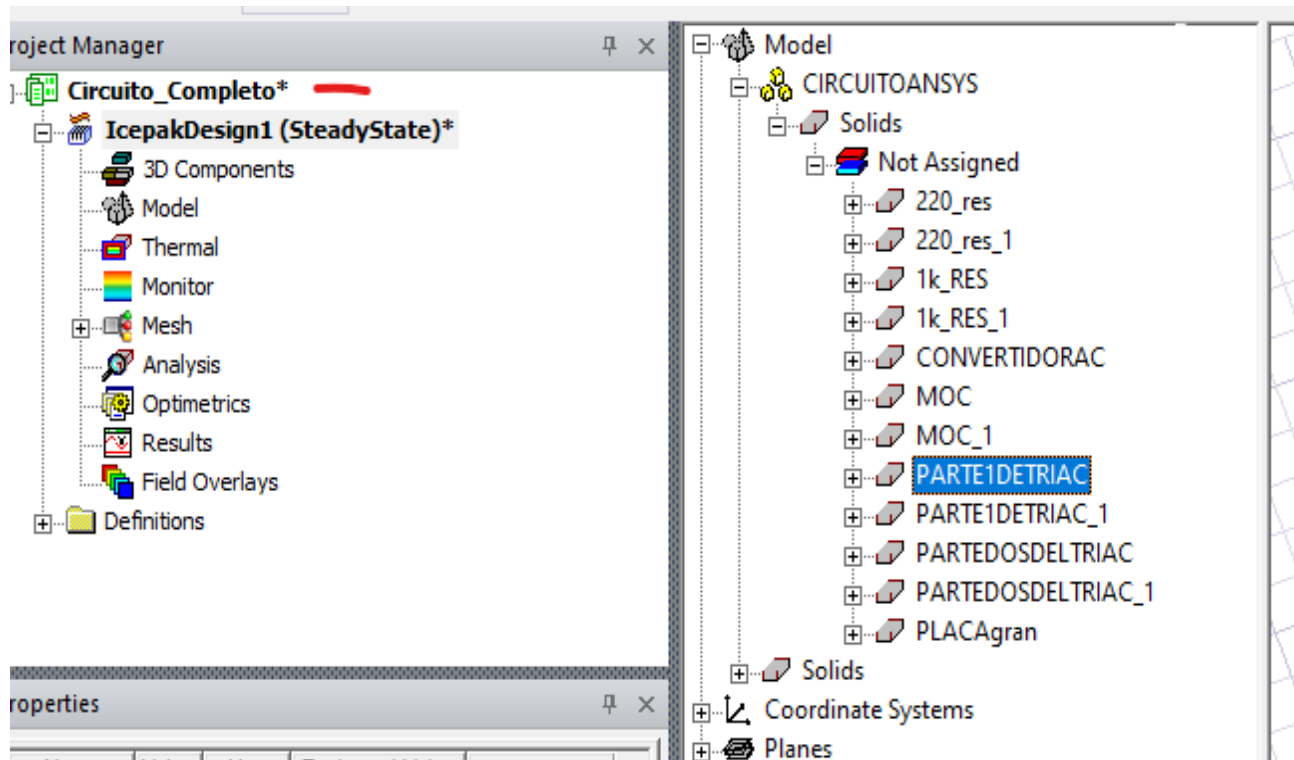 roject Manager
Circuito_Completo*
IcepakDesign1 (SteadyState)*
3D Components
Model
Thermal
Monitor
Mesh
Analysis
Optimetrics
Results
Field Overlays
Definitions
roperties
Model
CIRCUITOANSYS
Solids
Not Assigned
220_res
220_res_1
1k_RES
1k_RES_1
CONVERTIDORAC
MOC
MOC_1
PARTE1DETRIAC
PARTE1DETRIAC_1
PARTEDOSDELTRIAC
PARTEDOSDELTRIAC_1
PLACAgran
Solids
Coordinate Systems
Planes